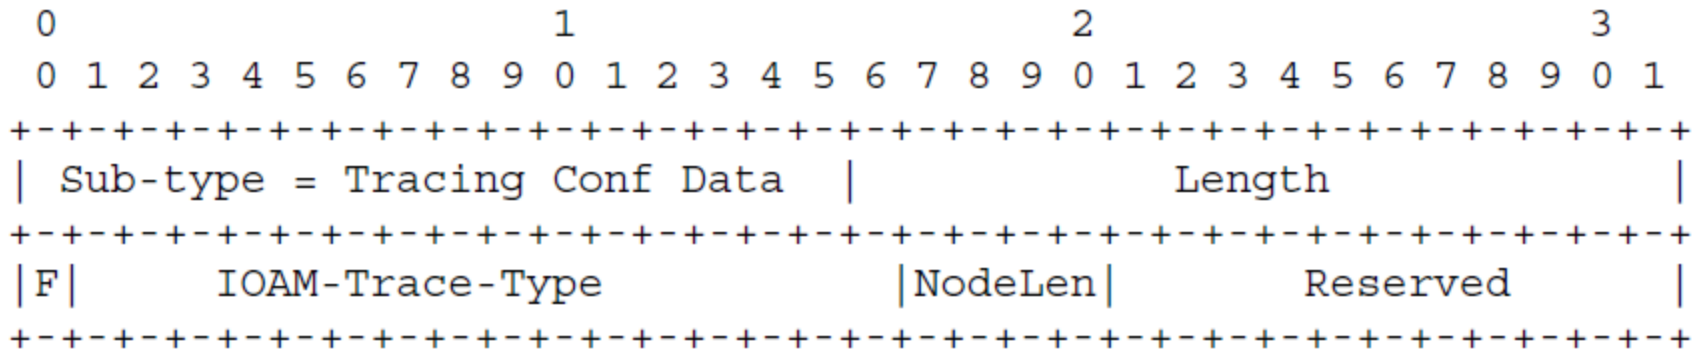 0                   1                   2                   3
 0 1 2 3 4 5 6 7 8 9 0 1 2 3 4 5 6 7 8 9 0 1 2 3 4 5 6 7 8 9 0 1
+-+-+-+-+-+-+-+-+-+-+-+-+-+-+-+-+-+-+-+-+-+-+-+-+-+-+-+-+-+-+-+-+
| Sub-type = Tracing Conf Data  |            Length             |
+-+-+-+-+-+-+-+-+-+-+-+-+-+-+-+-+-+-+-+-+-+-+-+-+-+-+-+-+-+-+-+-+
|F|     IOAM-Trace-Type           |NodeLen|       Reserved      |
+-+-+-+-+-+-+-+-+-+-+-+-+-+-+-+-+-+-+-+-+-+-+-+-+-+-+-+-+-+-+-+-+